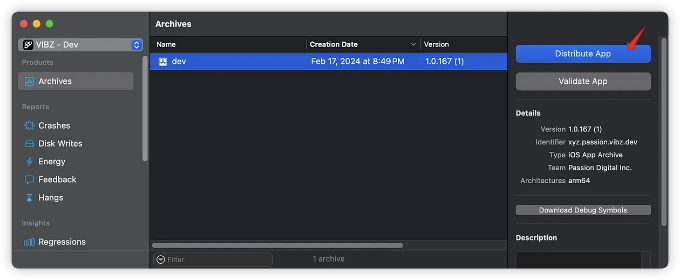 VIBZ - Dev
Products
Archives
Reports
Crashes
Disk Writes
Energy
Feedback
Hangs
Insights
Regressions
Archives
Name Creation Date Version
dev Feb 17, 2024 at 8:49 PM 1.0.167 (1)
Filter
1 archive
Distribute App
Validate App
Details
Version 1.0.167 (1)
Identifier xyz.passion.vibz.dev
Type iOS App Archive
Team Passion Digital Inc.
Architectures arm64
Download Debug Symbols
Description